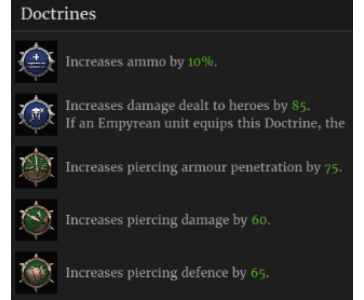 Doctrines
Increases ammo by 10%.
Increases damage dealt to heroes by 85.
If an Empyrean unit equips this Doctrine, the
Increases piercing armour penetration by 75.
Increases piercing damage by 60.
Increases piercing defence by 65.